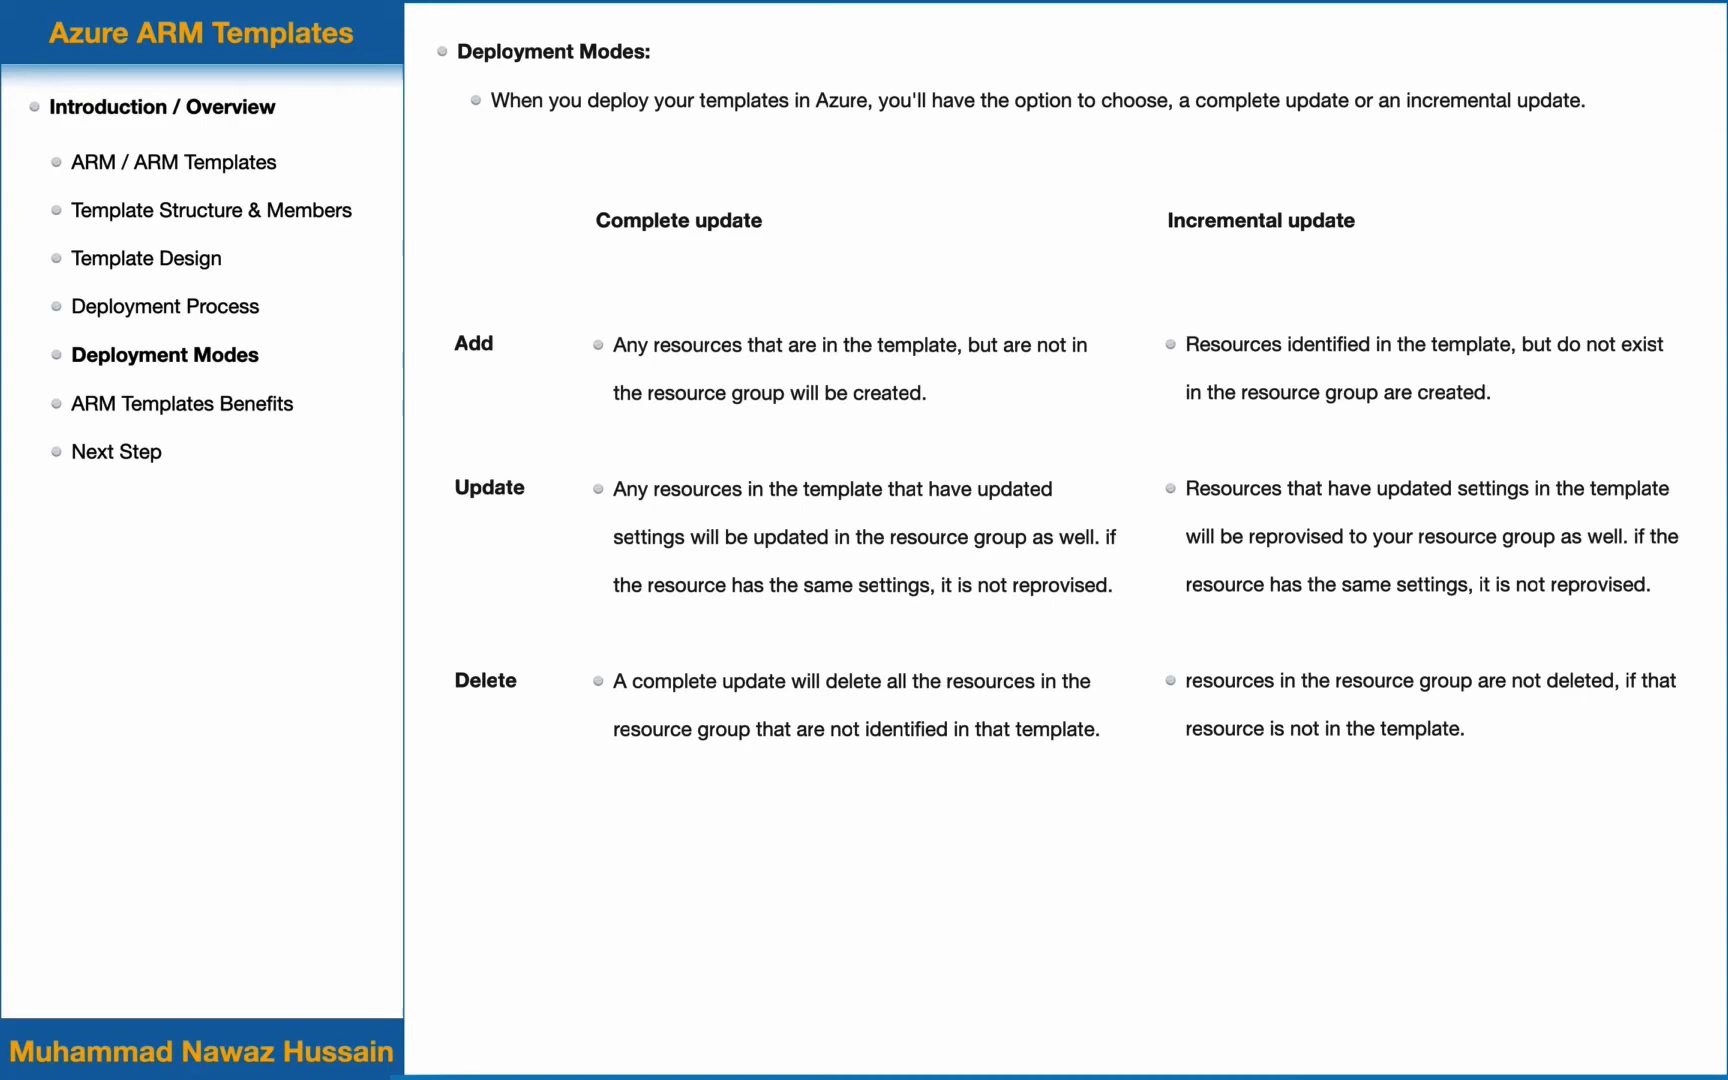 Azure ARM Templates
Introduction / Overview
ARM / ARM Templates
Template Structure & Members
Template Design
Deployment Process
Deployment Modes
ARM Templates Benefits
Next Step
Muhammad Nawaz Hussain
Deployment Modes:
When you deploy your templates in Azure, you'll have the option to choose, a complete update or an incremental update.
Complete update
Incremental update
Add
Any resources that are in the template, but are not in
the resource group will be created.
Resources identified in the template, but do not exist
in the resource group are created.
Update
Any resources in the template that have updated
settings will be updated in the resource group as well. if
the resource has the same settings, it is not reprovised.
Resources that have updated settings in the template
will be reprovised to your resource group as well. if the
resource has the same settings, it is not reprovised.
Delete
A complete update will delete all the resources in the
resource group that are not identified in that template.
resources in the resource group are not deleted, if that
resource is not in the template.